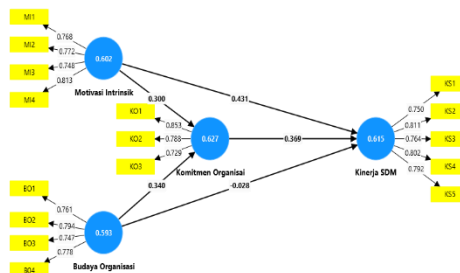 MI1
0.768
MI2
0.772
MI3
0.748
MI4
0.813
0.602
Motivasi Intrinsik
0.300
0.431
KO1
0.853
KO2
0.788
KO3
0.729
0.627
Komitmen Organisai
0.369
0.615
Kinerja SDM
KS1
0.750
KS2
0.811
KS3
0.764
KS4
0.802
KS5
0.792
0.340
-0.028
BO1
0.761
BO2
0.794
BO3
0.747
BO4
0.778
0.593
Budaya Organisasi